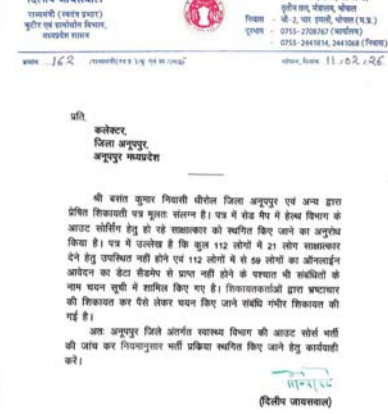 दिलीप जायसवाल
राज्यमंत्री (स्वतंत्र प्रभार)
कुटीर एवं ग्रामोद्योग विभाग,
मध्यप्रदेश शासन
तृतीय तल, मंत्रालय, भोपाल
निवास - बी-2, चार इमली, भोपाल (म.प्र.)
दूरभाष - 0755-2708767 (कार्यालय)
0755-2441814, 2441068 (निवास)
क्रमांक 162
भोपाल, दिनांक 11.02.26
प्रति,
कलेक्टर,
जिला अनूपपुर,
अनूपपुर मध्यप्रदेश
श्री बसंत कुमार निवासी धीरोल जिला अनूपपुर एवं अन्य द्वारा
प्रेषित शिकायती पत्र मूलतः संलग्न है। पत्र में सेड मैप में हेल्थ विभाग के
आउट सोर्सिंग हेतु हो रहे साक्षात्कार को स्थगित किए जाने का अनुरोध
किया है। पत्र में उल्लेख है कि कुल 112 लोगों में 21 लोग साक्षात्कार
देने हेतु उपस्थित नहीं होने एवं 112 लोगों में से 59 लोगों का ऑनलाईन
आवेदन का डेटा सैडमैप से प्राप्त नहीं होने के पश्चात भी संबंधितों के
नाम चयन सूची में शामिल किए गए है। शिकायतकर्ताओं द्वारा भ्रष्टाचार
की शिकायत कर पैसे लेकर चयन किए जाने संबंधि गंभीर शिकायत की
गई है।
अतः अनूपपुर जिले अंतर्गत स्वास्थ्य विभाग की आउट सोर्स भर्ती
की जांच कर नियमानुसार भर्ती प्रक्रिया स्थगित किए जाने हेतु कार्यवाही
करें।
(दिलीप जायसवाल)